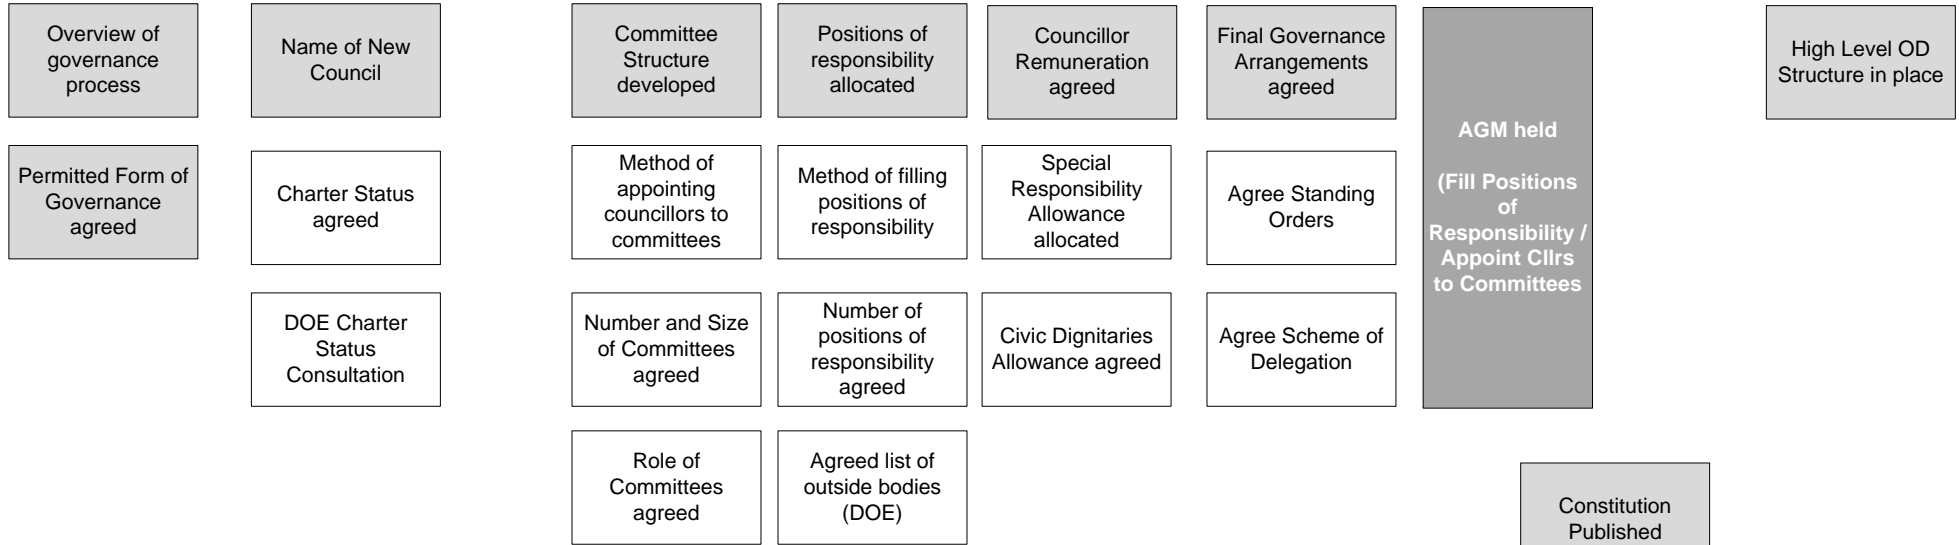 Overview of
governance
process
Name of New
Council
Committee
Structure
developed
Positions of
responsibility
allocated
Councillor
Remuneration
agreed
Final Governance
Arrangements
agreed
AGM held
(Fill Positions
of
Responsibility /
Appoint Cllrs
to Committees
High Level OD
Structure in place
Permitted Form of
Governance
agreed
Charter Status
agreed
Method of
appointing
councillors to
committees
Method of filling
positions of
responsibility
Special
Responsibility
Allowance
allocated
Agree Standing
Orders
DOE Charter
Status
Consultation
Number and Size
of Committees
agreed
Number of
positions of
responsibility
agreed
Civic Dignitaries
Allowance agreed
Agree Scheme of
Delegation
Role of
Committees
agreed
Agreed list of
outside bodies
(DOE)
Constitution
Published